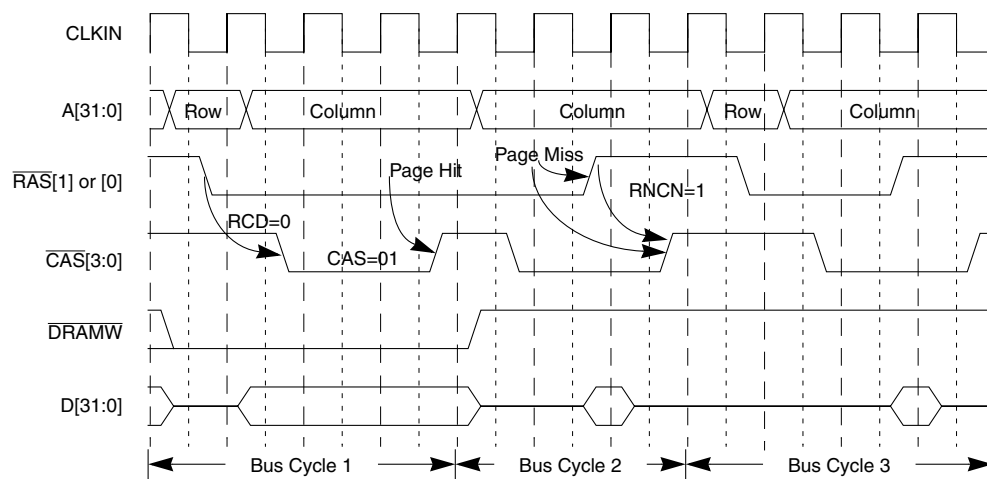 CLKIN
A[31:0] Row Column Column Row Column
Page Hit Page Miss
RAS[1] or [0] RNCN=1
RCD=0
CAS[3:0] CAS=01
DRAMW
D[31:0]
Bus Cycle 1 Bus Cycle 2 Bus Cycle 3